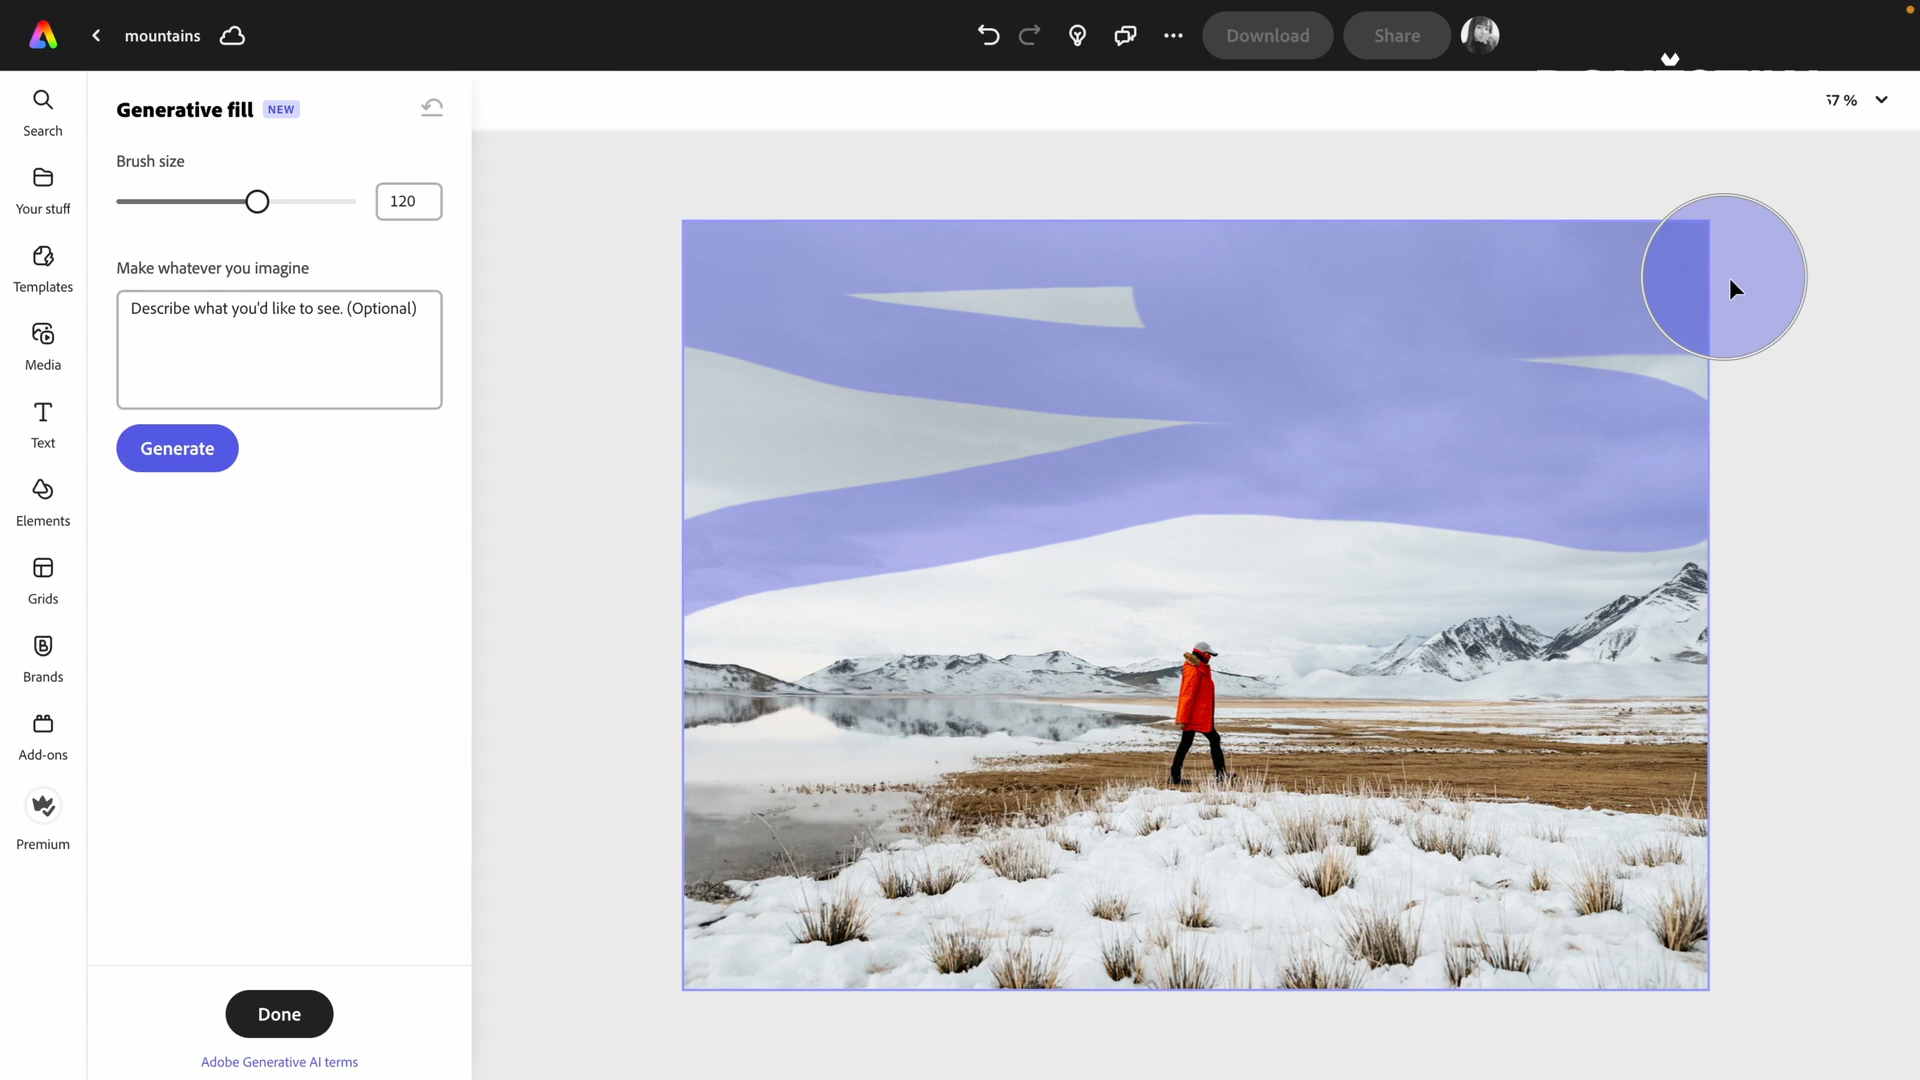 mountains
Download
Share
Search
Your stuff
Templates
Media
Text
Elements
Grids
Brands
Add-ons
Premium
Generative fill NEW
Brush size
120
Make whatever you imagine
Describe what you'd like to see. (Optional)
Generate
Done
Adobe Generative AI terms